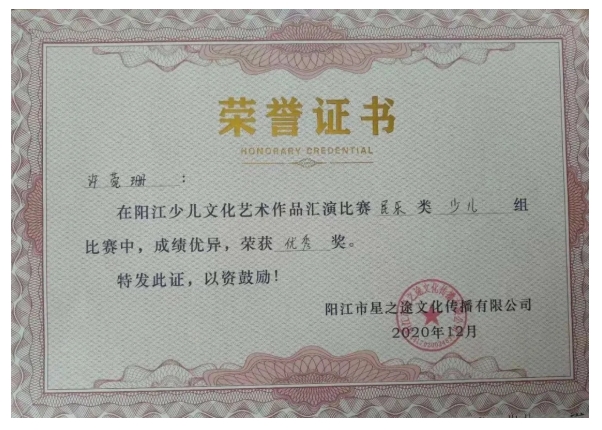 荣誉证书
HONORARY CREDENTIAL
许萱珊：
在阳江少儿文化艺术作品汇演比赛民乐类少儿组
比赛中，成绩优异，荣获优秀奖。
特发此证，以资鼓励！
阳江市星之途文化传播有限公司
2020年12月